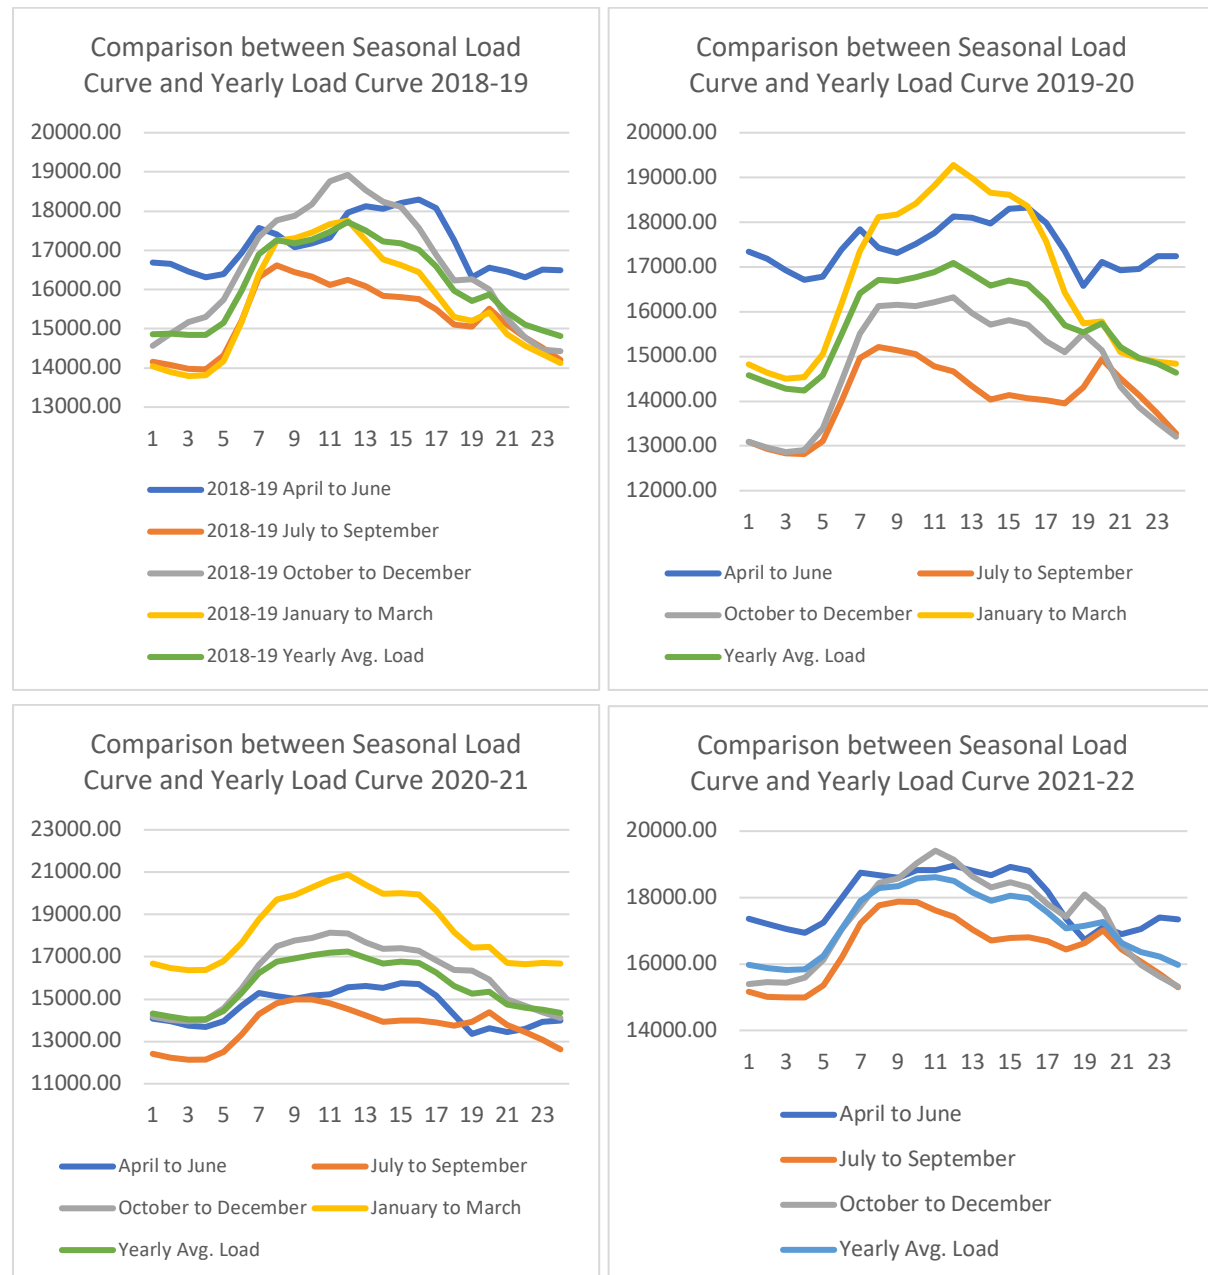 Comparison between Seasonal Load
Curve and Yearly Load Curve 2018-19
20000.00
19000.00
18000.00
17000.00
16000.00
15000.00
14000.00
13000.00
1 3 5 7 9 11 13 15 17 19 21 23
2018-19 April to June
2018-19 July to September
2018-19 October to December
2018-19 January to March
2018-19 Yearly Avg. Load
Comparison between Seasonal Load
Curve and Yearly Load Curve 2019-20
20000.00
19000.00
18000.00
17000.00
16000.00
15000.00
14000.00
13000.00
12000.00
1 3 5 7 9 11 13 15 17 19 21 23
April to June July to September
October to December January to March
Yearly Avg. Load
Comparison between Seasonal Load
Curve and Yearly Load Curve 2020-21
23000.00
21000.00
19000.00
17000.00
15000.00
13000.00
11000.00
1 3 5 7 9 11 13 15 17 19 21 23
April to June July to September
October to December January to March
Yearly Avg. Load
Comparison between Seasonal Load
Curve and Yearly Load Curve 2021-22
20000.00
18000.00
16000.00
14000.00
1 3 5 7 9 11 13 15 17 19 21 23
April to June
July to September
October to December
Yearly Avg. Load